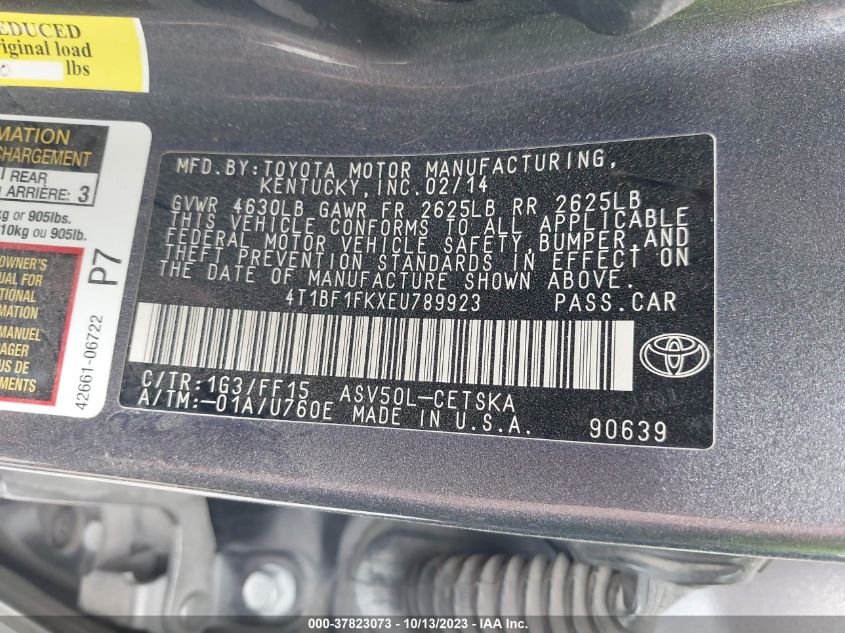 EDUCED
riginal load
lbs
MATION
CHARGEMENT
REAR
ARRIÈRE: 3
kg or 905lbs.
10kg ou 905lb.
OWNER'S
UAL FOR
TIONAL
MATION
MANUEL
AGER
US DE
EMENTS
42661-06722
P7
MFD. BY: TOYOTA MOTOR MANUFACTURING,
KENTUCKY, INC. 02/14
GVWR 4630LB GAWR FR 2625LB RR 2625LB
THIS VEHICLE CONFORMS TO ALL APPLICABLE
FEDERAL MOTOR VEHICLE SAFETY, BUMPER, AND
THEFT PREVENTION STANDARDS IN EFFECT ON
THE DATE OF MANUFACTURE SHOWN ABOVE.
4T1BF1FKXEU789923 PASS. CAR
C/TR: 1G3/FF15 ASV50L-CETSKA
A/TM: -01A/U760E MADE IN U.S.A.
90639
000-37823073 - 10/13/2023 - IAA Inc.